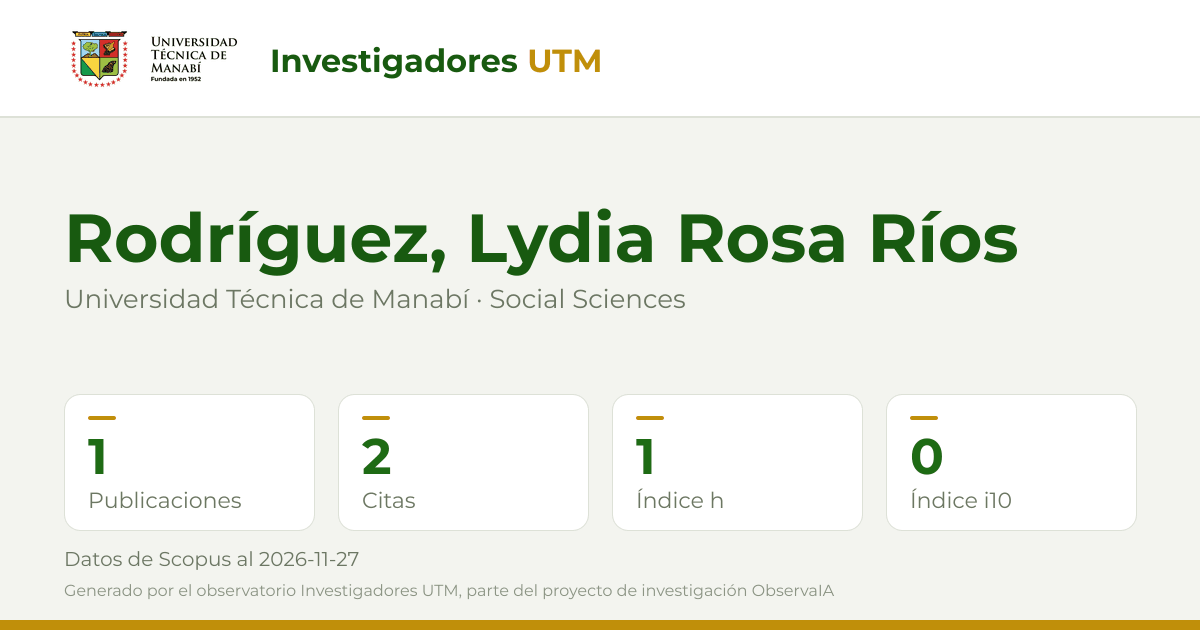 UNIVERSIDAD
TÉCNICA DE
MANABÍ
Fundada en 1952
Investigadores UTM
Rodríguez, Lydia Rosa Ríos
Universidad Técnica de Manabí · Social Sciences
1
Publicaciones
2
Citas
1
Índice h
0
Índice i10
Datos de Scopus al 2026-11-27
Generado por el observatorio Investigadores UTM, parte del proyecto de investigación ObservaIA